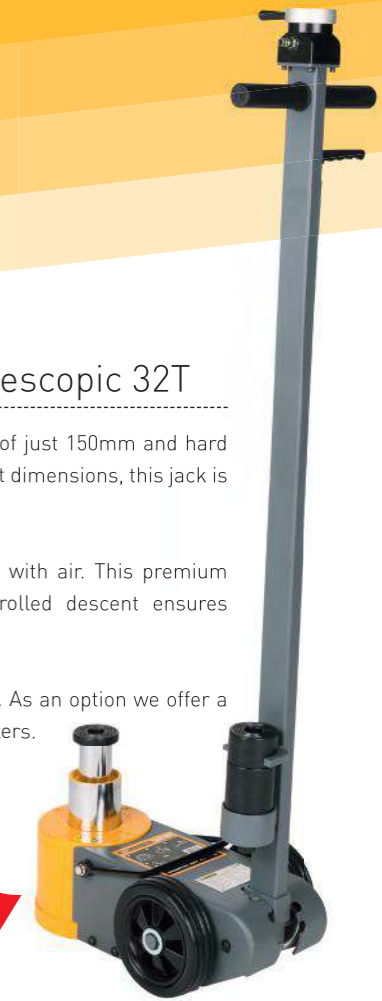 escopic 32T
of just 150mm and hard
t dimensions, this jack is
with air. This premium
rolled descent ensures
. As an option we offer a
ers.